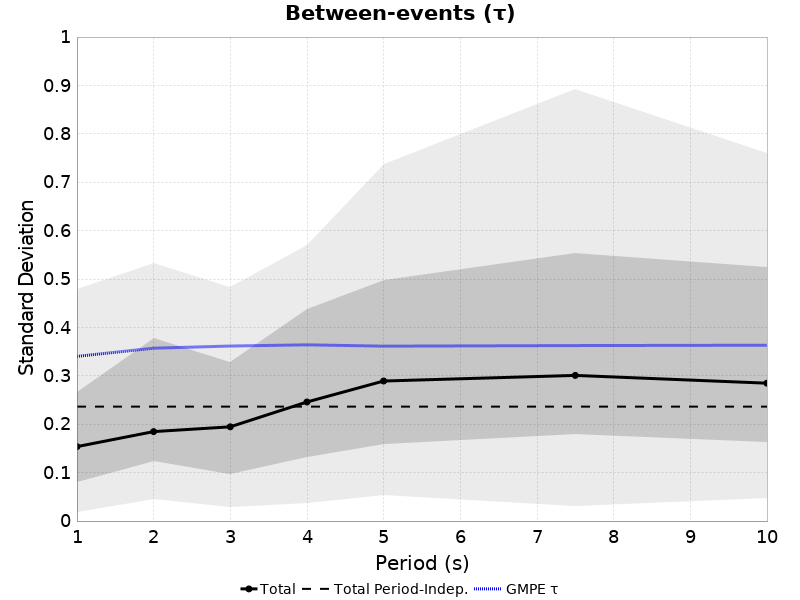 Between-events (τ)
Standard Deviation
1
0.9
0.8
0.7
0.6
0.5
0.4
0.3
0.2
0.1
0
1 2 3 4 5 6 7 8 9 10
Period (s)
Total Total Period-Indep. GMPE τ